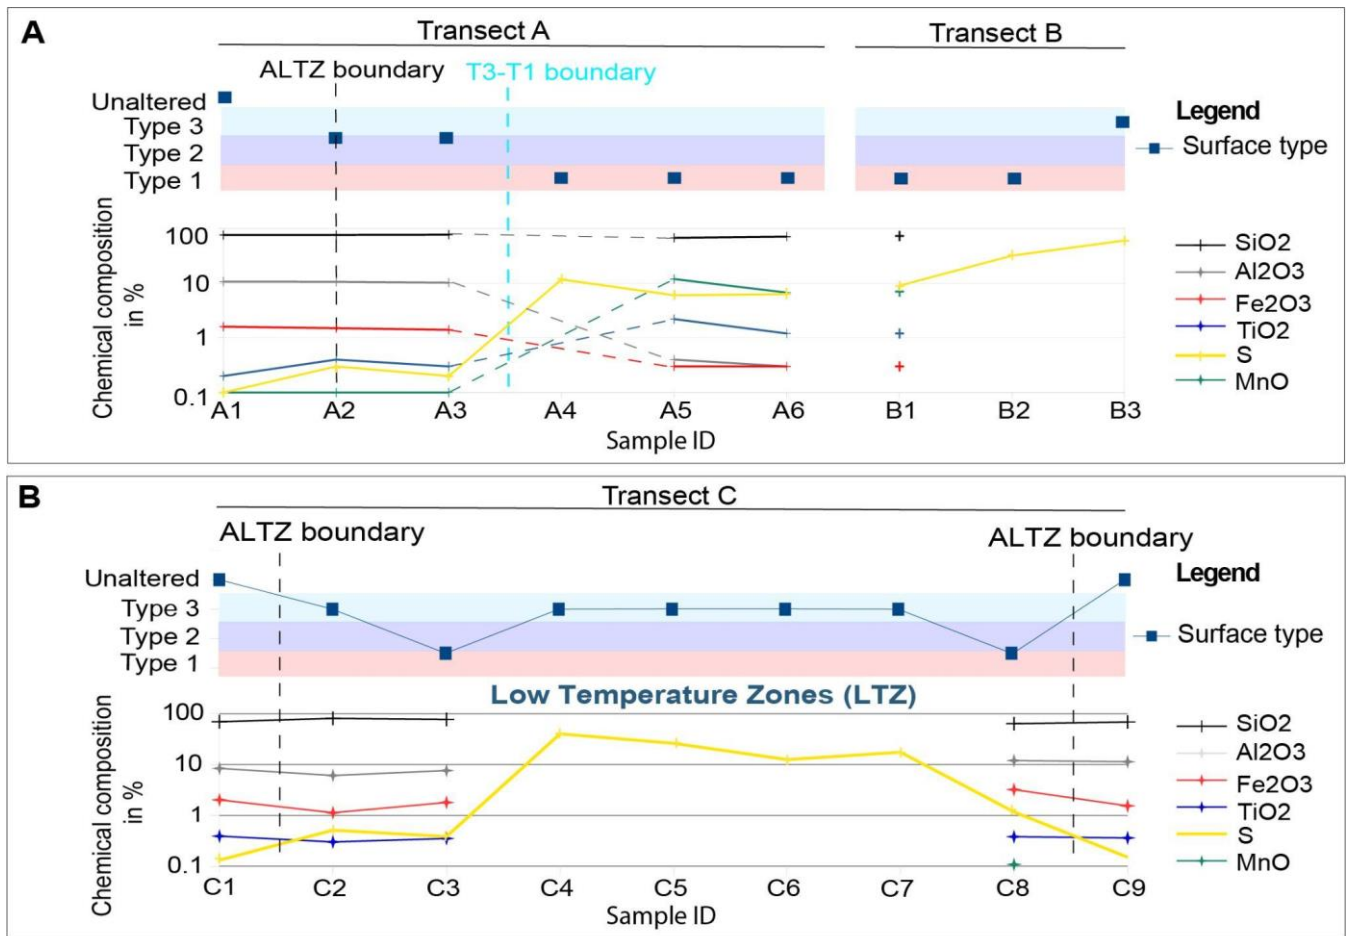 A
Transect A
Transect B
ALTZ boundary
T3-T1 boundary
Unaltered
Type 3
Type 2
Type 1
Legend
Surface type
Chemical composition
in %
100
10
1
0.1
A1 A2 A3 A4 A5 A6 B1 B2 B3
Sample ID
SiO2
Al2O3
Fe2O3
TiO2
S
MnO
B
Transect C
ALTZ boundary
ALTZ boundary
Unaltered
Type 3
Type 2
Type 1
Legend
Surface type
Low Temperature Zones (LTZ)
Chemical composition
in %
100
10
1
0.1
C1 C2 C3 C4 C5 C6 C7 C8 C9
Sample ID
SiO2
Al2O3
Fe2O3
TiO2
S
MnO